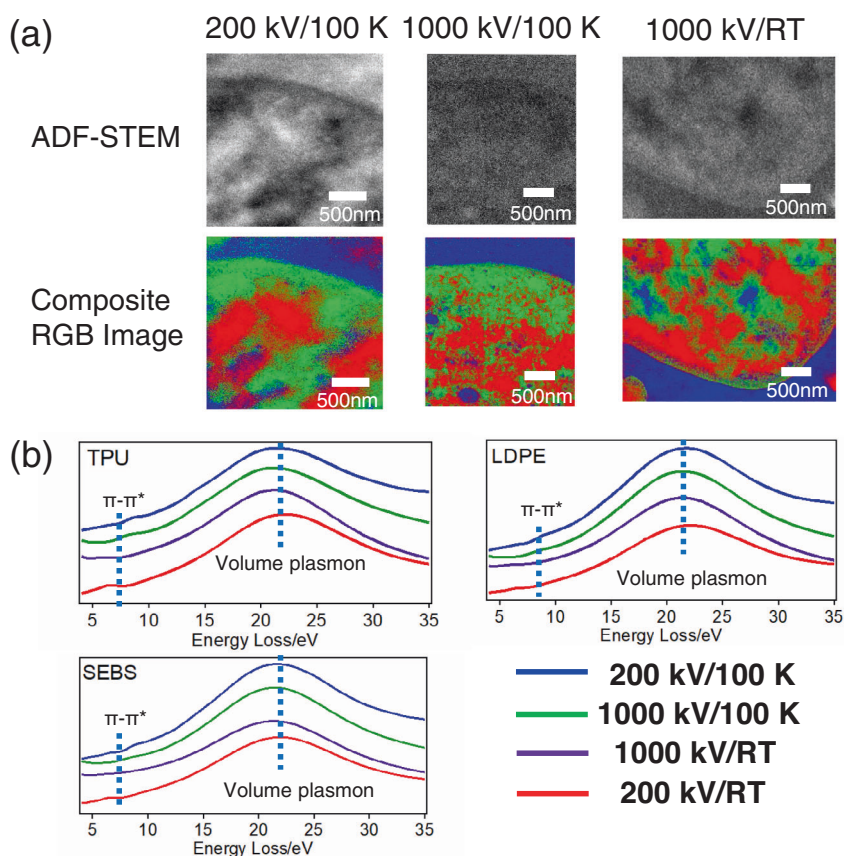 (a)
200 kV/100 K 1000 kV/100 K 1000 kV/RT
ADF-STEM
500nm 500nm 500nm
Composite
RGB Image
500nm 500nm 500nm
(b)
TPU
π-π*
Volume plasmon
5 10 15 20 25 30 35
Energy Loss/eV
LDPE
π-π*
Volume plasmon
5 10 15 20 25 30 35
Energy Loss/eV
SEBS
π-π*
Volume plasmon
5 10 15 20 25 30 35
Energy Loss/eV
200 kV/100 K
1000 kV/100 K
1000 kV/RT
200 kV/RT